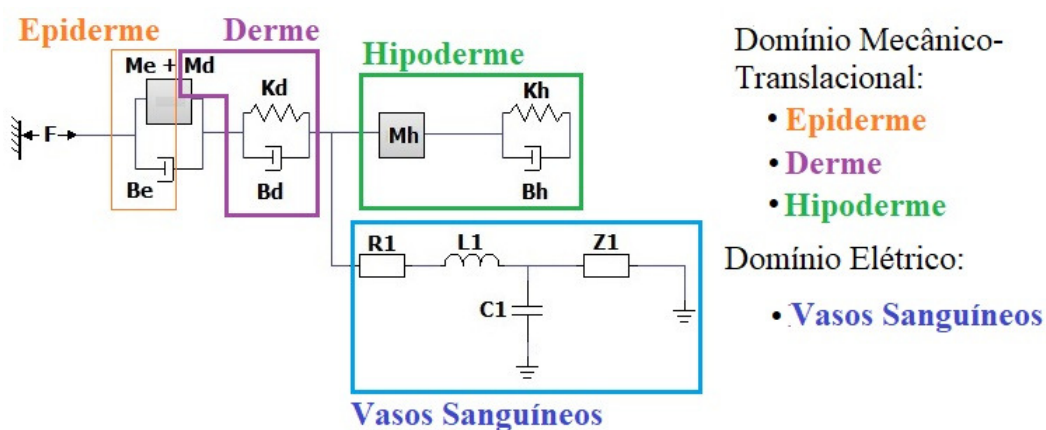 Epiderme
Derme
Hipoderme
Me + Md
Kd
Kh
F
Mh
Be
Bd
Bh
R1
L1
Z1
C1
Vasos Sanguíneos
Domínio Mecânico-
Translacional:
• Epiderme
• Derme
• Hipoderme
Domínio Elétrico:
• Vasos Sanguíneos